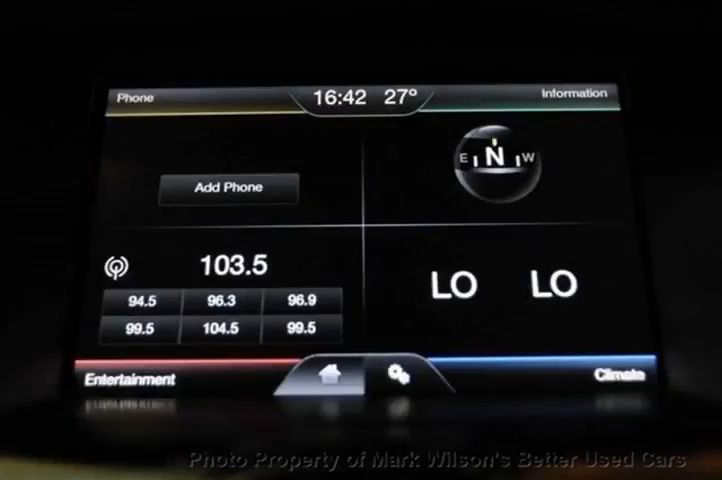 Phone 16:42 27° Information
E N W
Add Phone
103.5
LO LO
94.5 96.3 96.9
99.5 104.5 99.5
Entertainment Climate
Photo Property of Mark Wilson's Better Used Cars